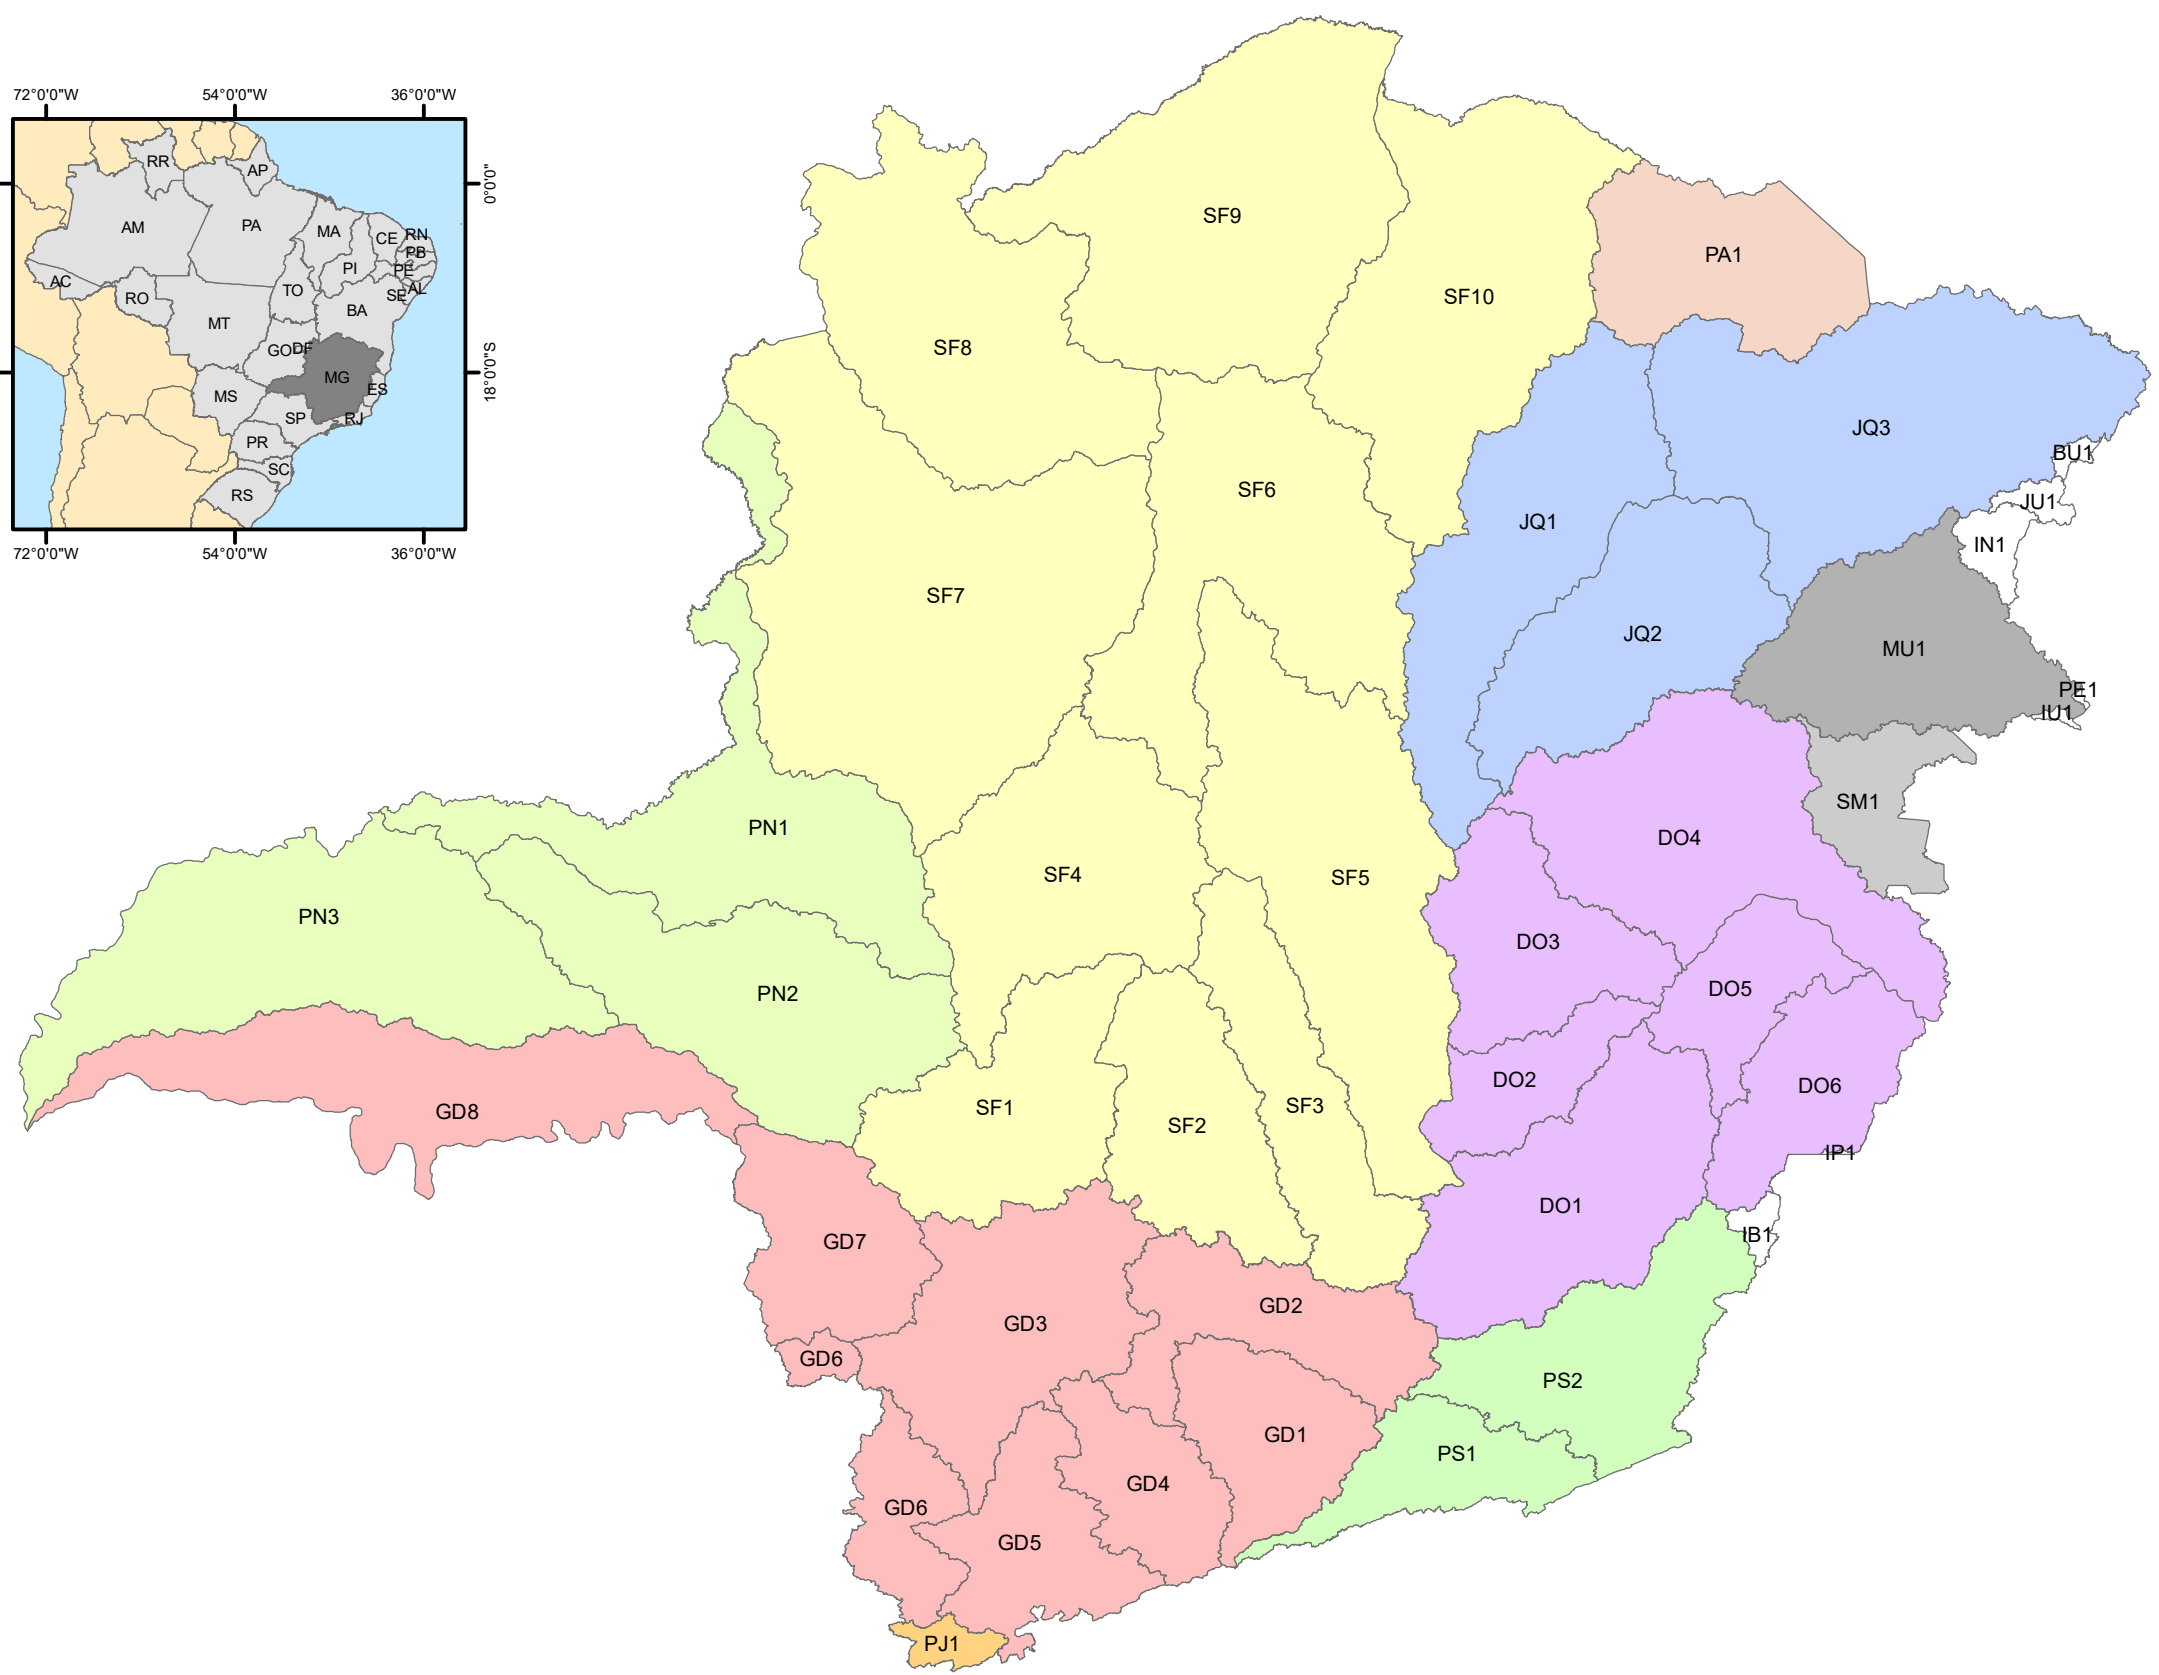 72°0'0"W 54°0'0"W 36°0'0"W
0°0'0"
18°0'0"S
RR
AP
AM
PA
MA
CE
RN
PB
PI
PE
AC
RO
TO
SE
AL
MT
BA
GO
DF
MG
MS
ES
SP
RJ
PR
SC
RS
72°0'0"W 54°0'0"W 36°0'0"W
SF9
PA1
SF10
SF8
JQ3
BU1
SF6
JU1
JQ1
IN1
SF7
JQ2
MU1
PE1
IU1
SM1
PN1
DO4
SF4
SF5
PN3
DO3
DO5
PN2
DO2
DO6
GD8
SF1
SF3
SF2
IP1
DO1
IB1
GD7
GD2
GD3
GD6
PS2
GD1
PS1
GD4
GD6
GD5
PJ1